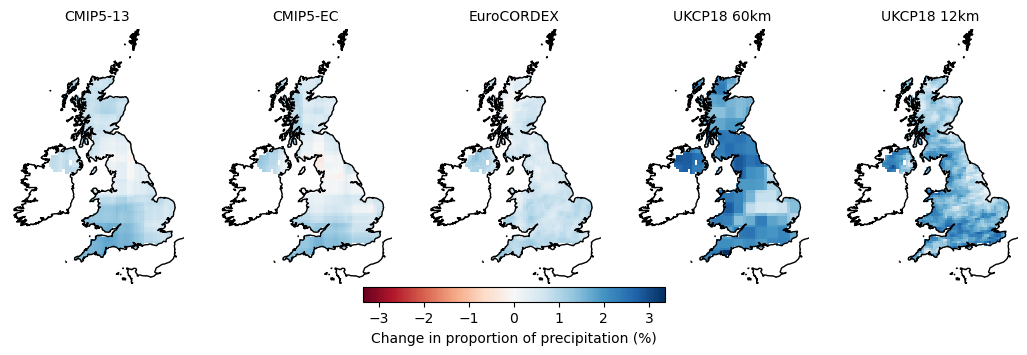 CMIP5-13 CMIP5-EC EuroCORDEX UKCP18 60km UKCP18 12km
−3 −2 −1 0 1 2 3
Change in proportion of precipitation (%)